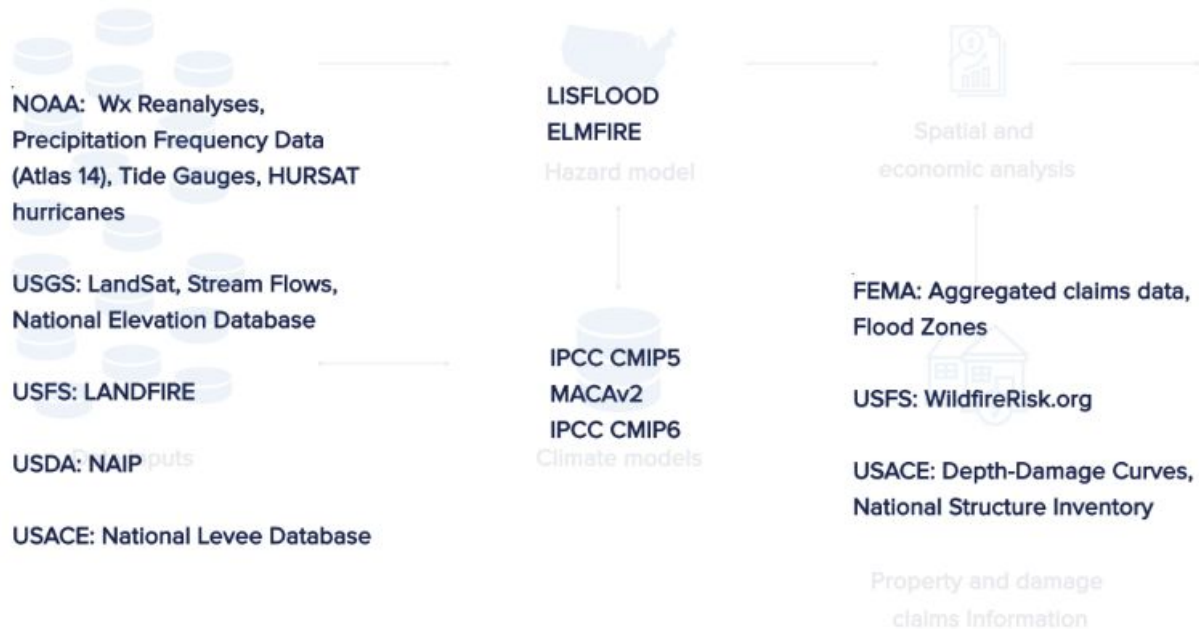 NOAA: Wx Reanalyses,
Precipitation Frequency Data
(Atlas 14), Tide Gauges, HURSAT
hurricanes
USGS: LandSat, Stream Flows,
National Elevation Database
USFS: LANDFIRE
Data inputs
USDA: NAIP
USACE: National Levee Database
LISFLOOD
ELMFIRE
Hazard model
IPCC CMIP5
MACAv2
IPCC CMIP6
Climate models
Spatial and
economic analysis
FEMA: Aggregated claims data,
Flood Zones
USFS: WildfireRisk.org
USACE: Depth-Damage Curves,
National Structure Inventory
Property and damage
claims Information